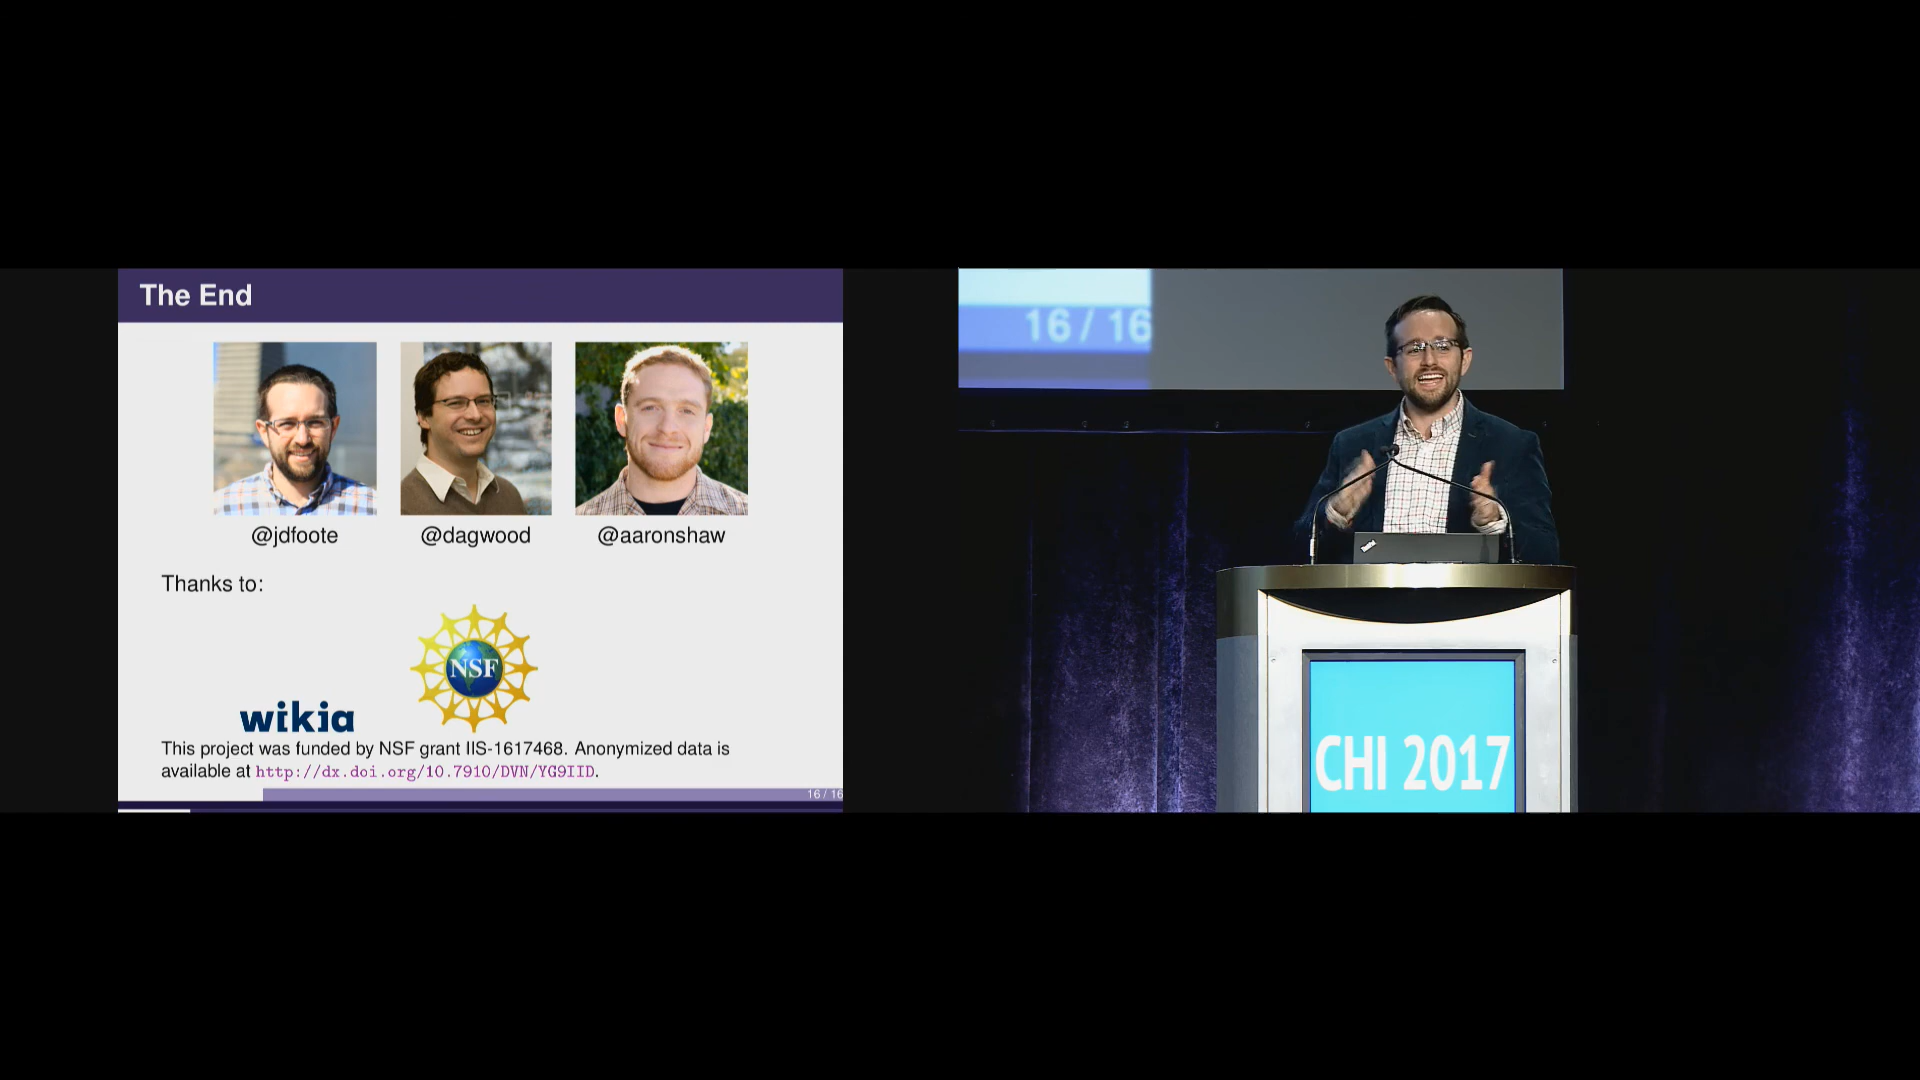 The End
@jdfoote
@dagwood
@aaronshaw
Thanks to:
NSF
wikia
This project was funded by NSF grant IIS-1617468. Anonymized data is
available at http://dx.doi.org/10.7910/DVN/YG9IID.
16 / 16
16 / 16
CHI 2017